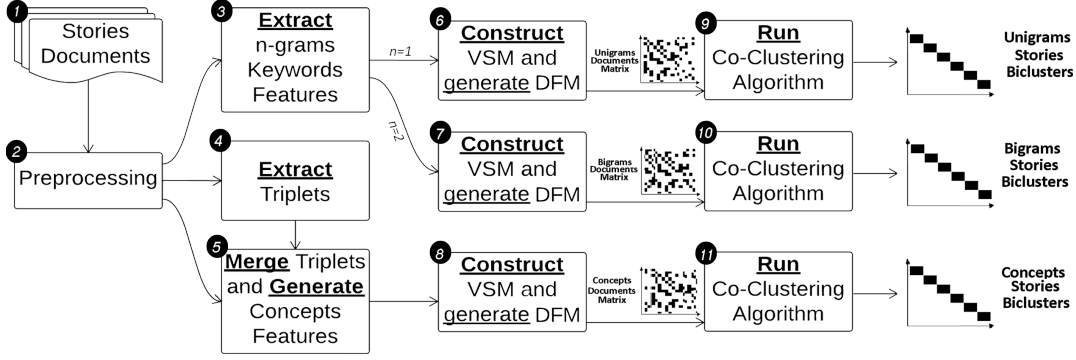 1
Stories
Documents
2
Preprocessing
3
Extract
n-grams
Keywords
Features
4
Extract
Triplets
5
Merge Triplets
and Generate
Concepts
Features
n=1
n=2
6
Construct
VSM and
generate DFM
Unigrams
Documents
Matrix
9
Run
Co-Clustering
Algorithm
Unigrams
Stories
Biclusters
7
Construct
VSM and
generate DFM
Bigrams
Documents
Matrix
10
Run
Co-Clustering
Algorithm
Bigrams
Stories
Biclusters
8
Construct
VSM and
generate DFM
Concepts
Documents
Matrix
11
Run
Co-Clustering
Algorithm
Concepts
Stories
Biclusters